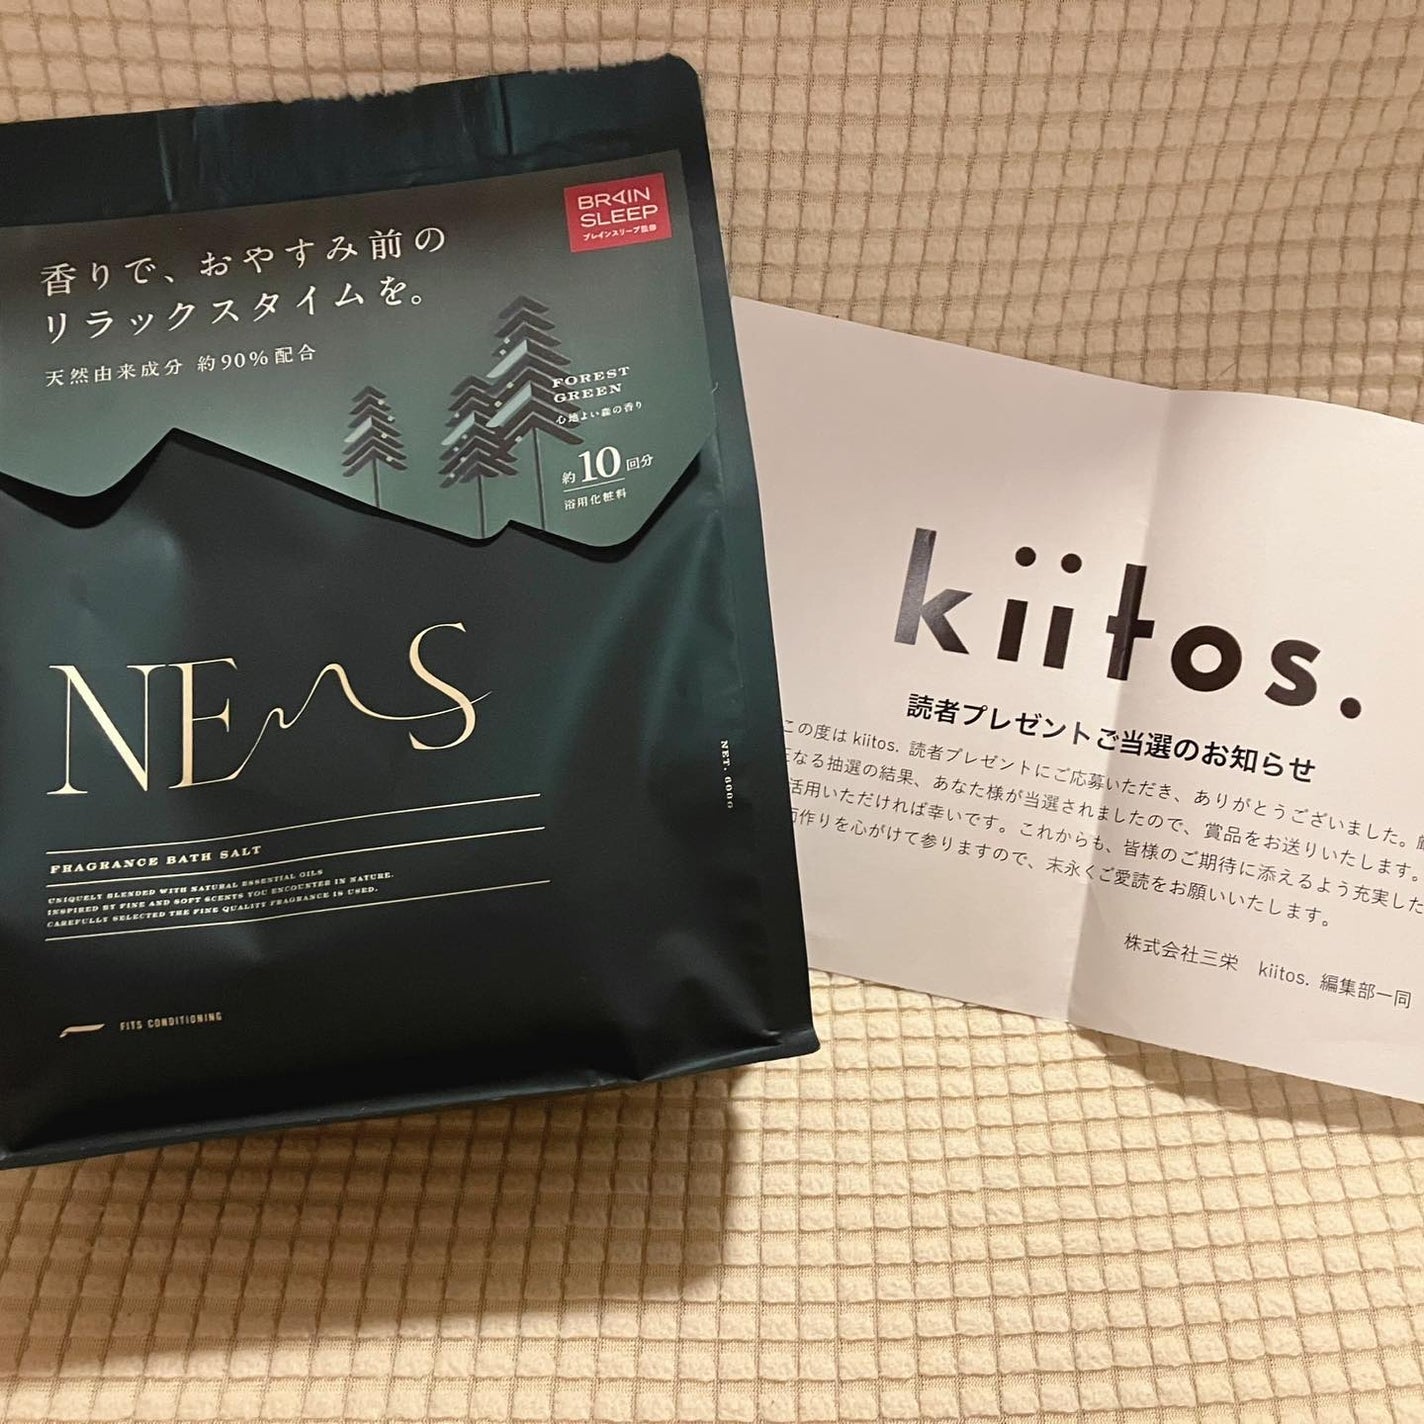 香りで、おやすみ前の
リラックスタイムを。
天然由来成分 約90%配合
BRAIN
SLEEP
ブレインスリープ監修
FOREST
GREEN
心地よい森の香り
約10回分
浴用化粧料
NEMS
FRAGRANCE BATH SALT
UNIQUELY BLENDED WITH NATURAL ESSENTIAL OILS
INSPIRED BY FINE AND SOFT SCENTS YOU ENCOUNTER IN NATURE.
CAREFULLY SELECTED THE FINE QUALITY FRAGRANCE IS USED.
FITS CONDITIONING
NET. 600G
kiitos.
読者プレゼントご当選のお知らせ
この度は kiitos. 読者プレゼントにご応募いただき、ありがとうございました。厳
正なる抽選の結果、あなた様が当選されましたので、賞品をお送りいたします。
活用いただければ幸いです。これからも、皆様のご期待に添えるよう充実した
面作りを心がけて参りますので、末永くご愛読をお願いいたします。
株式会社三栄 kiitos. 編集部一同